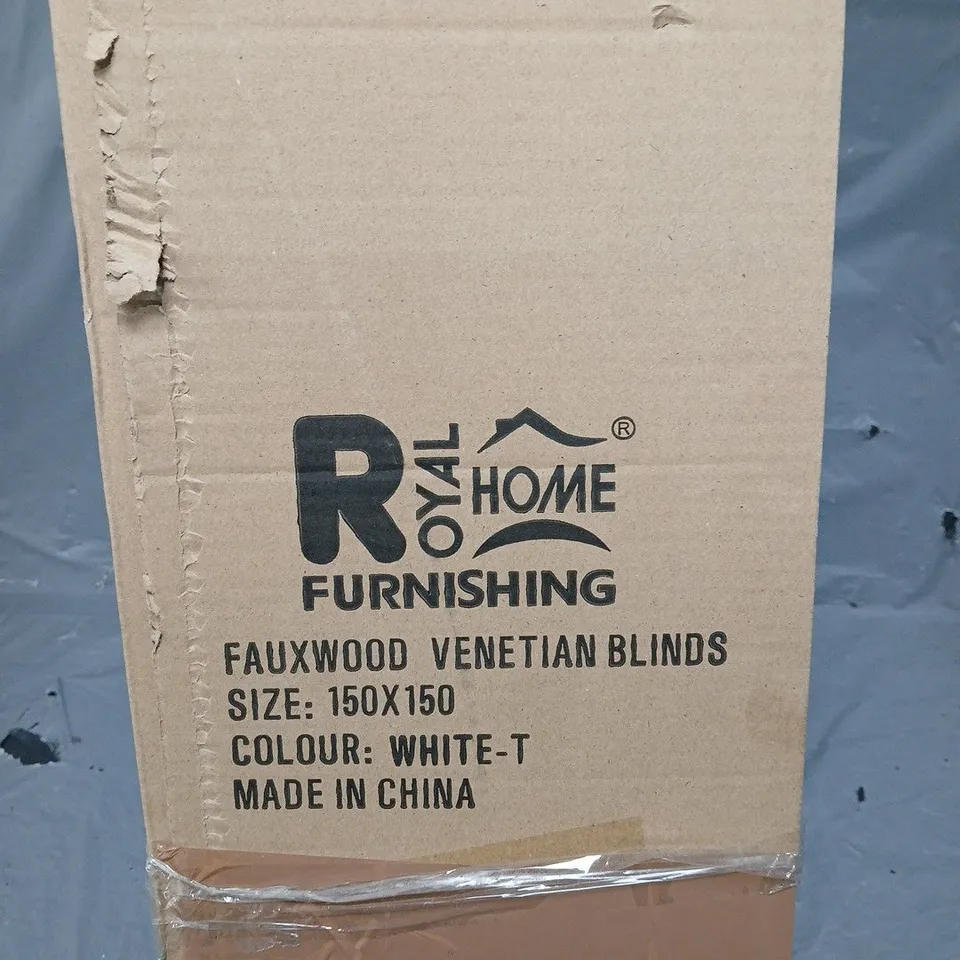 ROYAL HOME ®
FURNISHING
FAUXWOOD VENETIAN BLINDS
SIZE: 150X150
COLOUR: WHITE-T
MADE IN CHINA